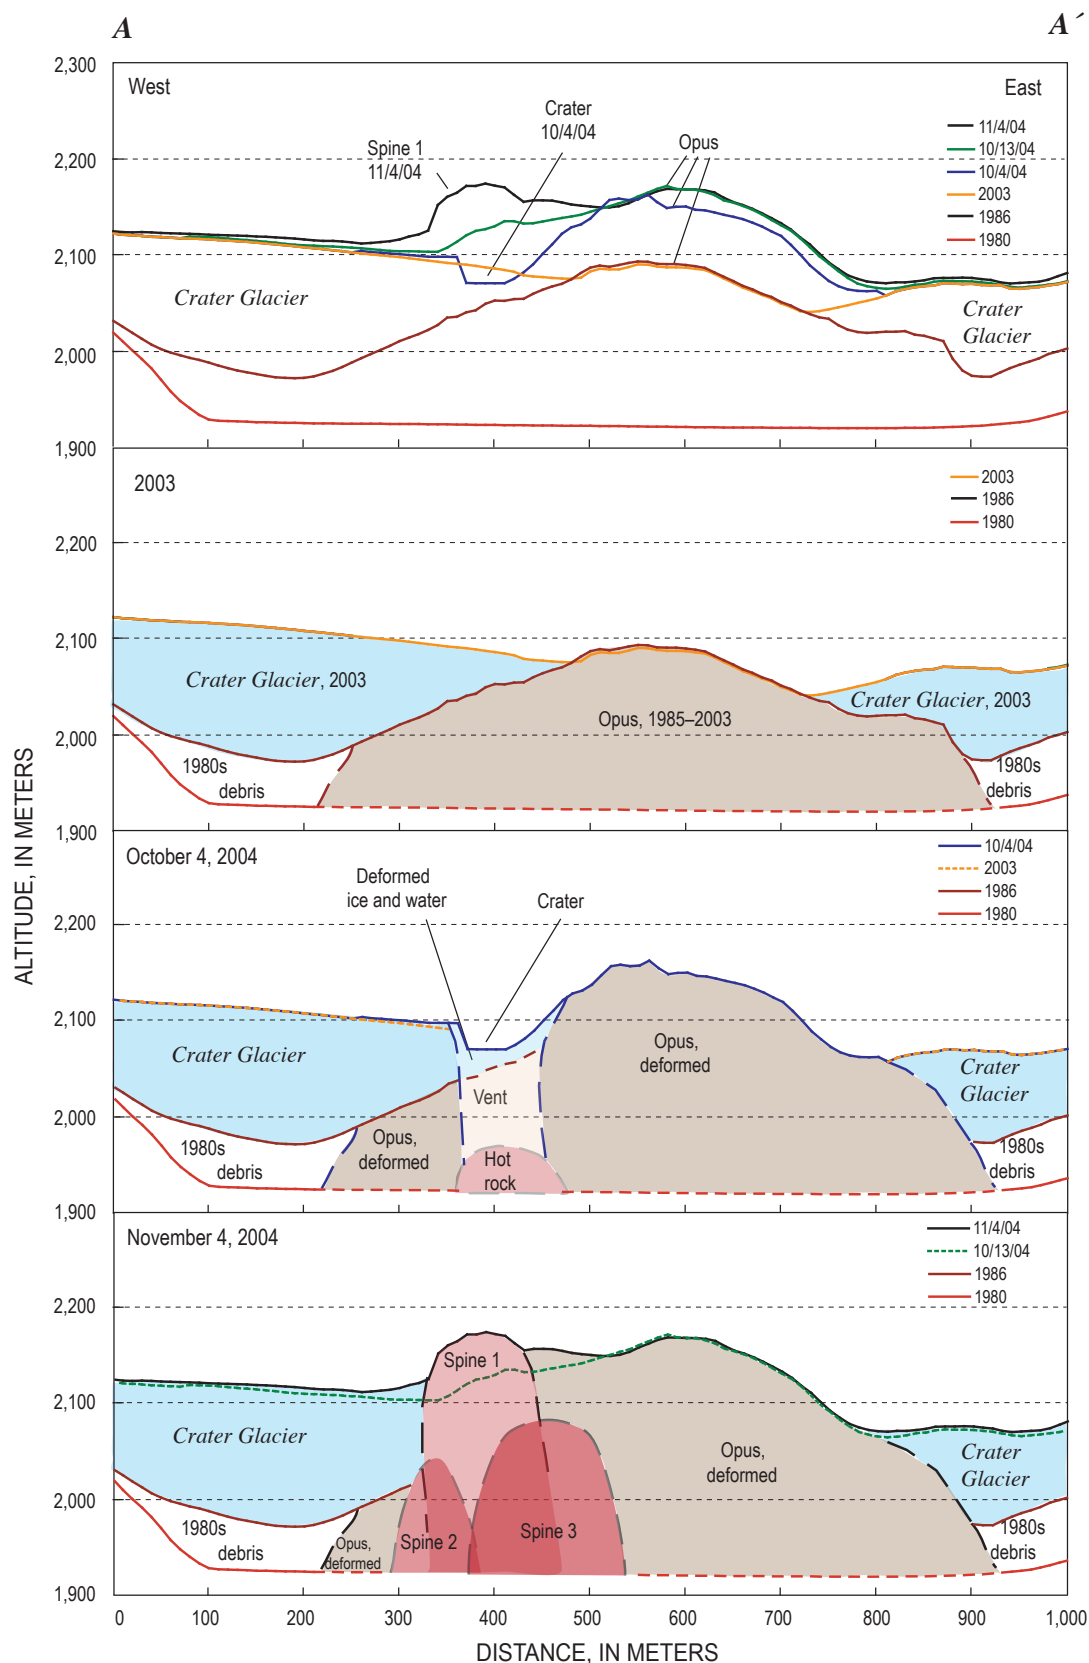 A
A´
2,300
West
East
Crater
10/4/04
Spine 1
11/4/04
Opus
11/4/04
10/13/04
10/4/04
2003
1986
1980
2,200
2,100
Crater Glacier
Crater
Glacier
2,000
1,900
2003
2003
1986
1980
2,200
2,100
Crater Glacier, 2003
Crater Glacier, 2003
Opus, 1985–2003
2,000
1980s
debris
1980s
debris
1,900
ALTITUDE, IN METERS
October 4, 2004
10/4/04
2003
1986
1980
Deformed
ice and water
Crater
2,200
2,100
Crater Glacier
Opus,
deformed
Crater
Glacier
Vent
2,000
1980s
debris
Opus,
deformed
Hot
rock
1980s
debris
1,900
November 4, 2004
11/4/04
10/13/04
1986
1980
2,200
Spine 1
2,100
Crater Glacier
Opus,
deformed
Crater
Glacier
2,000
1980s
debris
Opus,
deformed
Spine 2
Spine 3
1980s
debris
1,900
0 100 200 300 400 500 600 700 800 900 1,000
DISTANCE, IN METERS